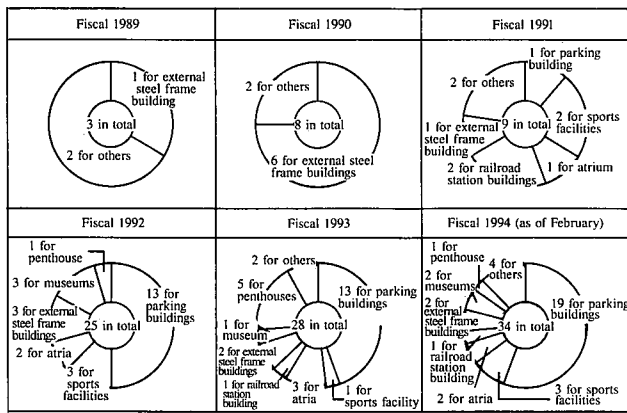 Fiscal 1989
1 for external
steel frame
building
3 in total
2 for others
Fiscal 1990
2 for others
8 in total
6 for external steel
frame buildings
Fiscal 1991
1 for parking
building
2 for others
2 for sports
facilities
9 in total
1 for external
steel frame
building
2 for railroad
station buildings
1 for atrium
Fiscal 1992
1 for
penthouse
3 for museums
13 for
parking
buildings
3 for external
steel frame
buildings
25 in total
2 for atria
3 for
sports
facilities
Fiscal 1993
2 for others
5 for
penthouses
13 for parking
buildings
1 for
museum
28 in total
2 for external
steel frame
buildings
1 for railroad
station
building
3 for
atria
1 for
sports facility
Fiscal 1994 (as of February)
1 for
penthouse
4 for
others
2 for
museums
19 for parking
buildings
2 for
external
steel frame
buildings
34 in total
1 for
railroad
station
building
2 for atria
3 for sports
facilities